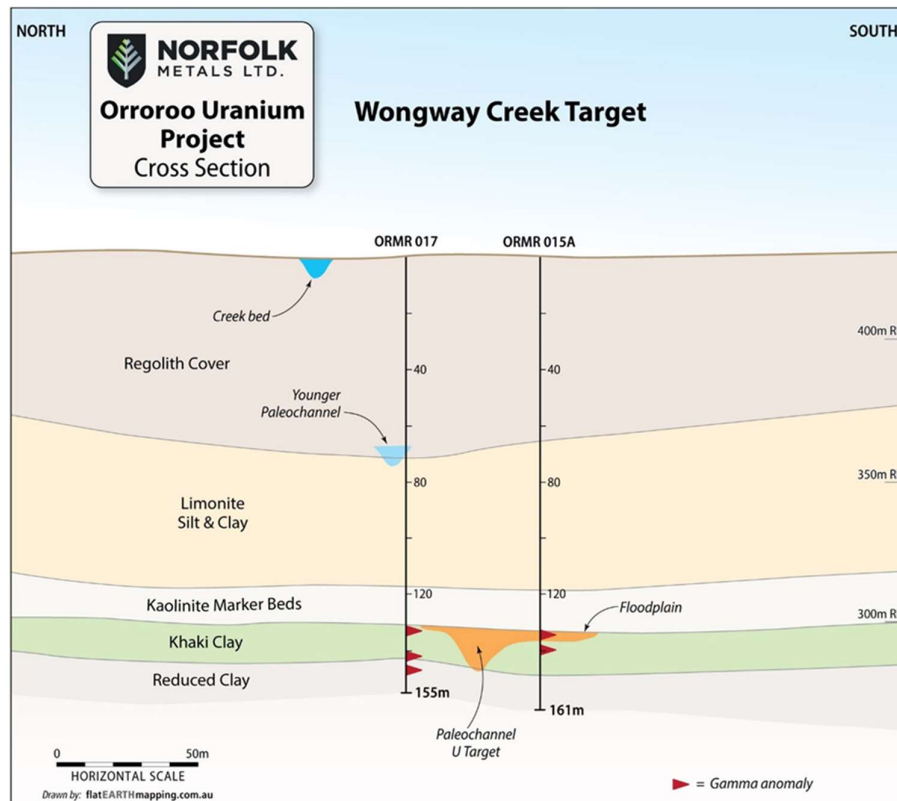 NORTH
SOUTH
NORFOLK
METALS LTD.
Orroroo Uranium
Project
Cross Section
Wongway Creek Target
ORMR 017
ORMR 015A
Creek bed
400m R
Regolith Cover
40
40
Younger
Paleochannel
350m R
80
80
Limonite
Silt & Clay
120
120
Kaolinite Marker Beds
Floodplain
300m R
Khaki Clay
Reduced Clay
155m
161m
Paleochannel
U Target
0
50m
HORIZONTAL SCALE
Drawn by: flatEARTHmapping.com.au
= Gamma anomaly